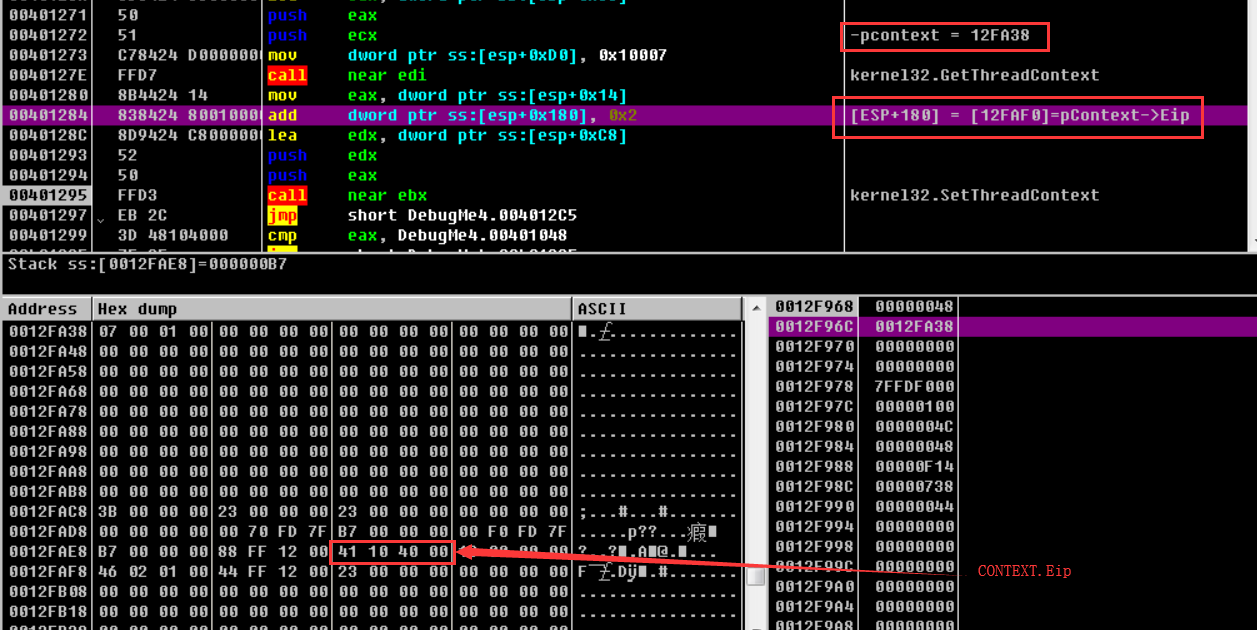 00401271 50 push eax
00401272 51 push ecx -pcontext = 12FA38
00401273 C78424 D0000000 mov dword ptr ss:[esp+0xD0], 0x10007
0040127E FFD7 call near edi kernel32.GetThreadContext
00401280 8B4424 14 mov eax, dword ptr ss:[esp+0x14]
00401284 838424 80010000 add dword ptr ss:[esp+0x180], 0x2 [ESP+180] = [12FAF0]=pContext->Eip
0040128C 8D9424 C8000000 lea edx, dword ptr ss:[esp+0xC8]
00401293 52 push edx
00401294 50 push eax
00401295 FFD3 call near ebx kernel32.SetThreadContext
00401297 EB 2C jmp short DebugMe4.004012C5
00401299 3D 48104000 cmp eax, DebugMe4.00401048
Stack ss:[0012FAE8]=000000B7
Address Hex dump ASCII
0012FA38 07 00 01 00 00 00 00 00 00 00 00 00 00 00 00 00
0012FA48 00 00 00 00 00 00 00 00 00 00 00 00 00 00 00 00 ................
0012FA58 00 00 00 00 00 00 00 00 00 00 00 00 00 00 00 00 ................
0012FA68 00 00 00 00 00 00 00 00 00 00 00 00 00 00 00 00 ................
0012FA78 00 00 00 00 00 00 00 00 00 00 00 00 00 00 00 00 ................
0012FA88 00 00 00 00 00 00 00 00 00 00 00 00 00 00 00 00 ................
0012FA98 00 00 00 00 00 00 00 00 00 00 00 00 00 00 00 00 ................
0012FAA8 00 00 00 00 00 00 00 00 00 00 00 00 00 00 00 00 ................
0012FAB8 00 00 00 00 00 00 00 00 00 00 00 00 00 00 00 00 ................
0012FAC8 3B 00 00 00 23 00 00 00 23 00 00 00 00 00 00 00 ;...#...#.......
0012FAD8 00 00 00 00 00 70 FD 7F B7 00 00 00 00 F0 FD 7F .....p??...瘕
0012FAE8 B7 00 00 00 88 FF 12 00 41 10 40 00 00 00 00
0012FAF8 46 02 01 00 44 FF 12 00 23 00 00 00 00 00 00 00
0012FB08 00 00 00 00 00 00 00 00 00 00 00 00 00 00 00 00 ................
0012FB18 00 00 00 00 00 00 00 00 00 00 00 00 00 00 00 00 ................
0012F968 00000048
0012F96C 0012FA38
0012F970 00000000
0012F974 00000000
0012F978 7FFDF000
0012F97C 00000100
0012F980 0000004C
0012F984 00000048
0012F988 00000F14
0012F98C 00000738
0012F990 00000044
0012F994 00000000
0012F998 00000000
0012F99C 00000000
0012F9A0 00000000
0012F9A4 00000000
0012F9A8 00000000
CONTEXT.Eip